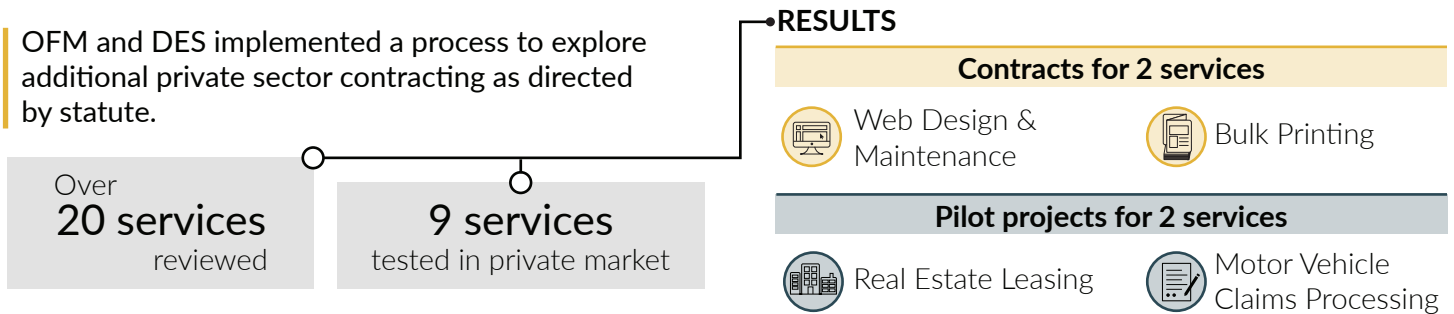 OFM and DES implemented a process to explore
additional private sector contracting as directed
by statute.
Over
20 services
reviewed
9 services
tested in private market
RESULTS
Contracts for 2 services
Web Design &
Maintenance
Bulk Printing
Pilot projects for 2 services
Real Estate Leasing
Motor Vehicle
Claims Processing